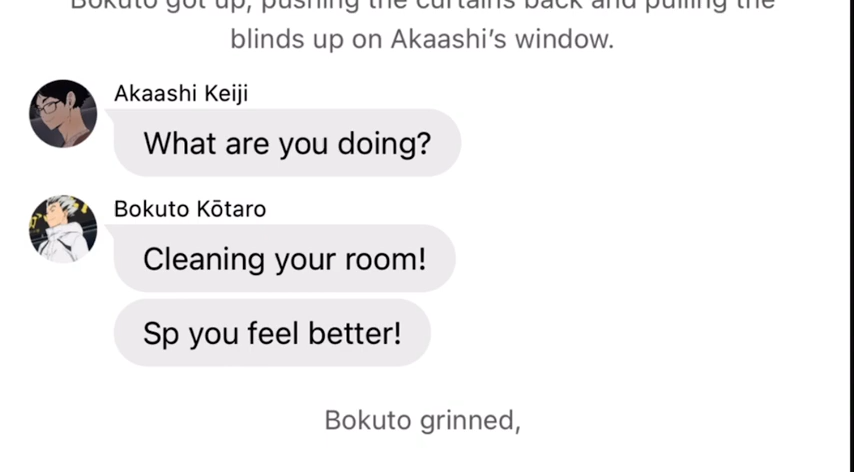 Bokuto got up, pushing the curtains back and pulling the
blinds up on Akaashi’s window.
Akaashi Keiji
What are you doing?
Bokuto Kōtaro
Cleaning your room!
Sp you feel better!
Bokuto grinned,